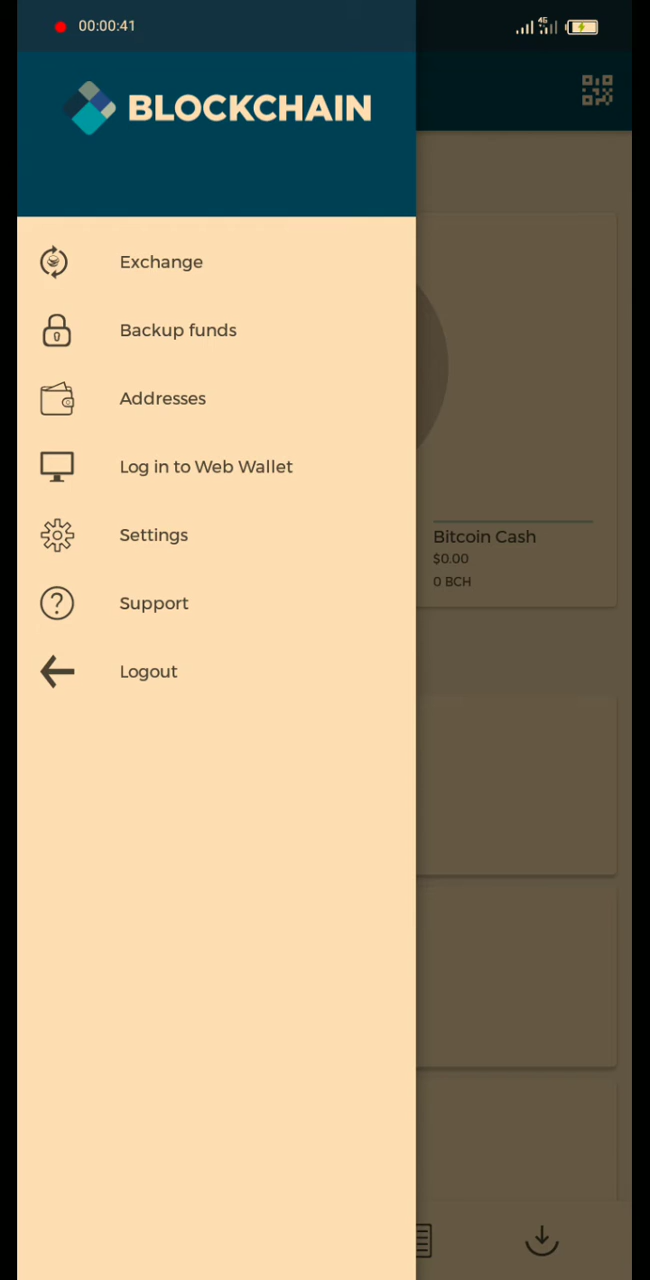 00:00:41
4G
BLOCKCHAIN
Exchange
Backup funds
Addresses
Log in to Web Wallet
Settings
Support
Logout
Bitcoin Cash
$0.00
0 BCH